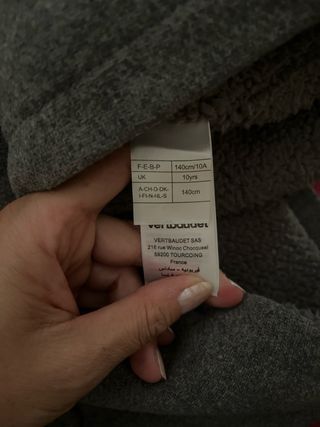 F-E-B-P 140cm/10A
UK 10yrs
A-CH-D-DK-
I-FI-N-NL-S 140cm
vertbaudet
VERTBAUDET SAS
216 rue Winoc Chocqueel
59200 TOURCOING
France